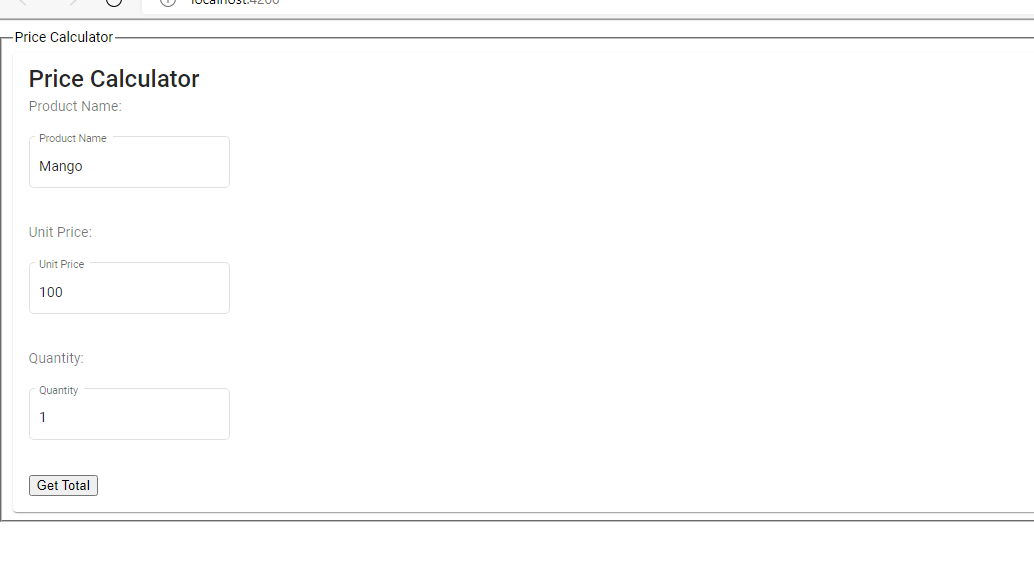 localhost:4200
Price Calculator
Price Calculator
Product Name:
Product Name
Mango
Unit Price:
Unit Price
100
Quantity:
Quantity
1
Get Total